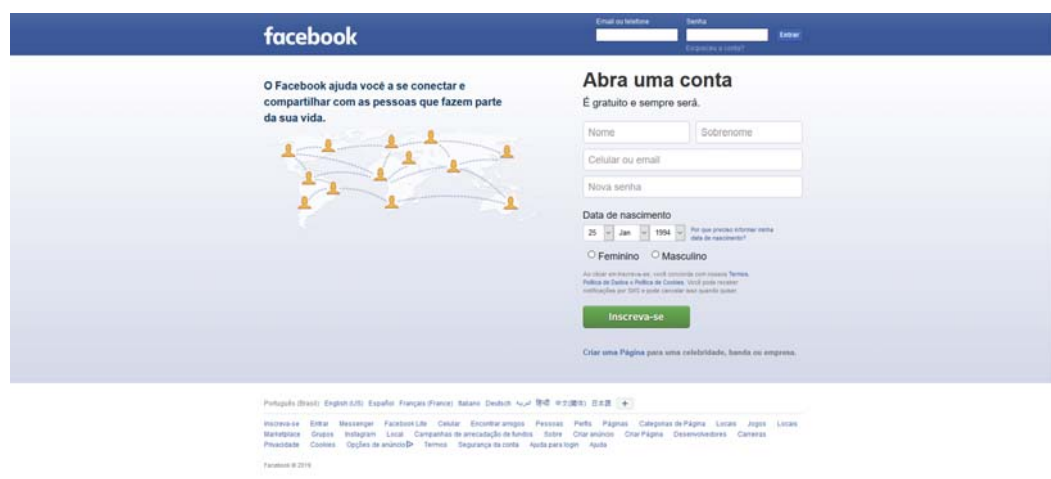 Email ou telefone Senha
facebook Entrar
Esqueceu a conta?
O Facebook ajuda você a se conectar e
compartilhar com as pessoas que fazem parte
da sua vida.
Abra uma conta
É gratuito e sempre será.
Nome Sobrenome
Celular ou email
Nova senha
Data de nascimento
25 Jan 1994 Por que preciso informar minha
data de nascimento?
Feminino Masculino
Ao clicar em Inscreva-se, você concorda com nossos Termos,
Política de Dados e Política de Cookies. Você pode receber
notificações por SMS e pode cancelar isso quando quiser.
Inscreva-se
Criar uma Página para uma celebridade, banda ou empresa.
Português (Brasil) English (US) Español Français (France) Italiano Deutsch العربية हिन्दी 中文(简体) 日本語 +
Inscreva-se Entrar Messenger Facebook Lite Celular Encontrar amigos Pessoas Perfis Páginas Categorias de Página Locais Jogos Locais
Marketplace Grupos Instagram Local Campanhas de arrecadação de fundos Sobre Criar anúncio Criar Página Desenvolvedores Carreiras
Privacidade Cookies Opções de anúncio Termos Segurança da conta Ajuda para login Ajuda
Facebook © 2019